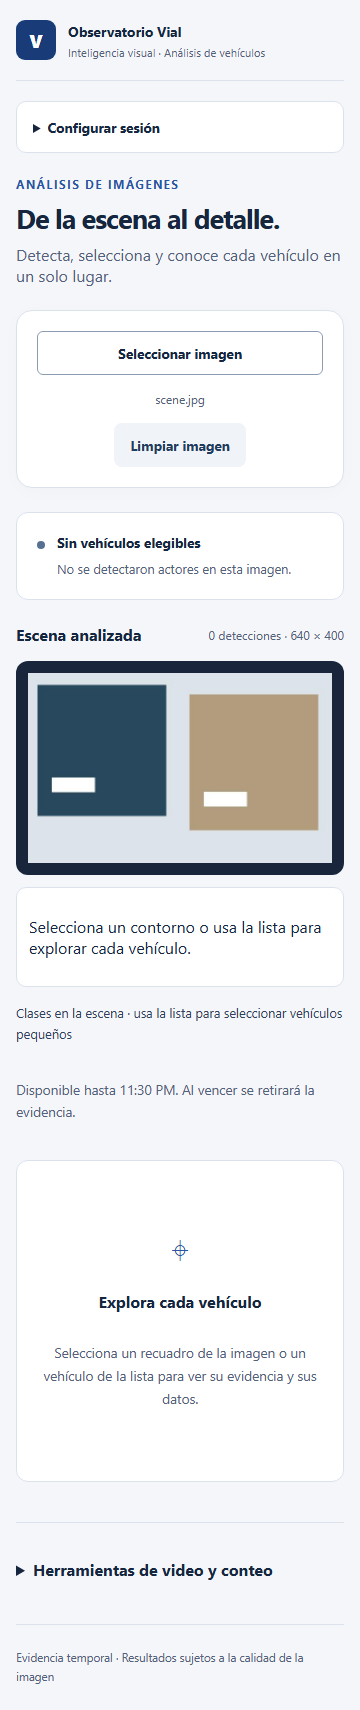 V
Observatorio Vial
Inteligencia visual · Análisis de vehículos
▶ Configurar sesión
ANÁLISIS DE IMÁGENES
De la escena al detalle.
Detecta, selecciona y conoce cada vehículo en
un solo lugar.
Seleccionar imagen
scene.jpg
Limpiar imagen
Sin vehículos elegibles
No se detectaron actores en esta imagen.
Escena analizada
0 detecciones · 640 × 400
Selecciona un contorno o usa la lista para
explorar cada vehículo.
Clases en la escena · usa la lista para seleccionar vehículos
pequeños
Disponible hasta 11:30 PM. Al vencer se retirará la
evidencia.
Explora cada vehículo
Selecciona un recuadro de la imagen o un
vehículo de la lista para ver su evidencia y sus
datos.
▶ Herramientas de video y conteo
Evidencia temporal · Resultados sujetos a la calidad de la
imagen